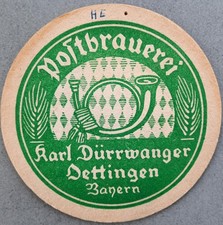 HE
Postbrauerei
Karl Dürrwanger
Oettingen
Bayern